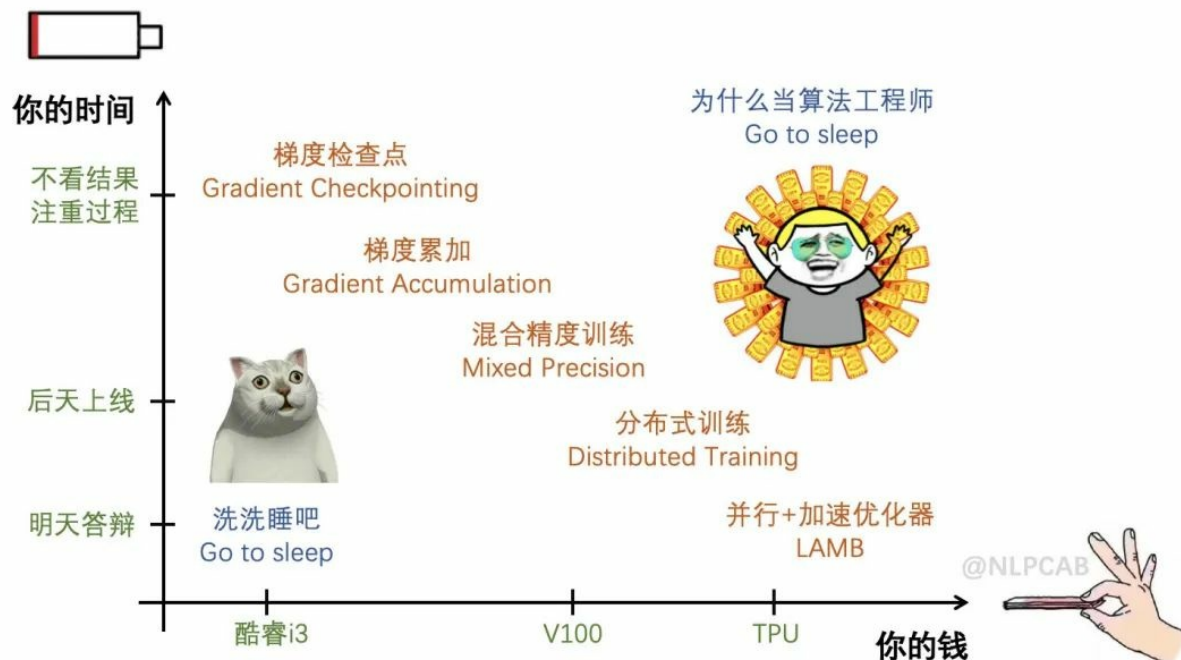 你的时间
为什么当算法工程师
Go to sleep
梯度检查点
Gradient Checkpointing
不看结果
注重过程
梯度累加
Gradient Accumulation
混合精度训练
Mixed Precision
后天上线
分布式训练
Distributed Training
明天答辩
洗洗睡吧
Go to sleep
并行+加速优化器
LAMB
@NLPCAB
酷睿i3
V100
TPU
你的钱